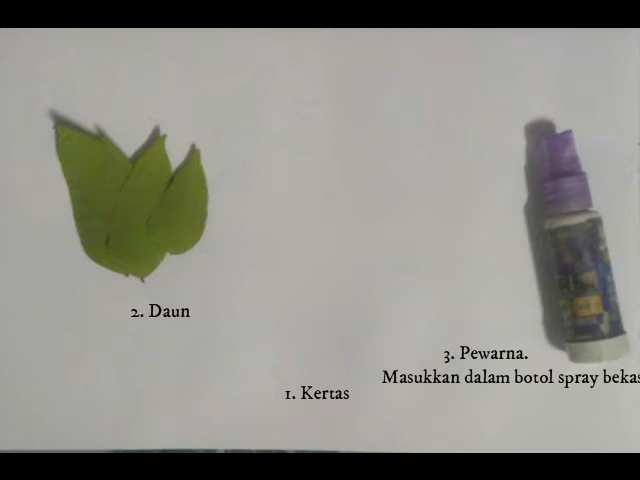 2. Daun
3. Pewarna.
Masukkan dalam botol spray bekas
1. Kertas